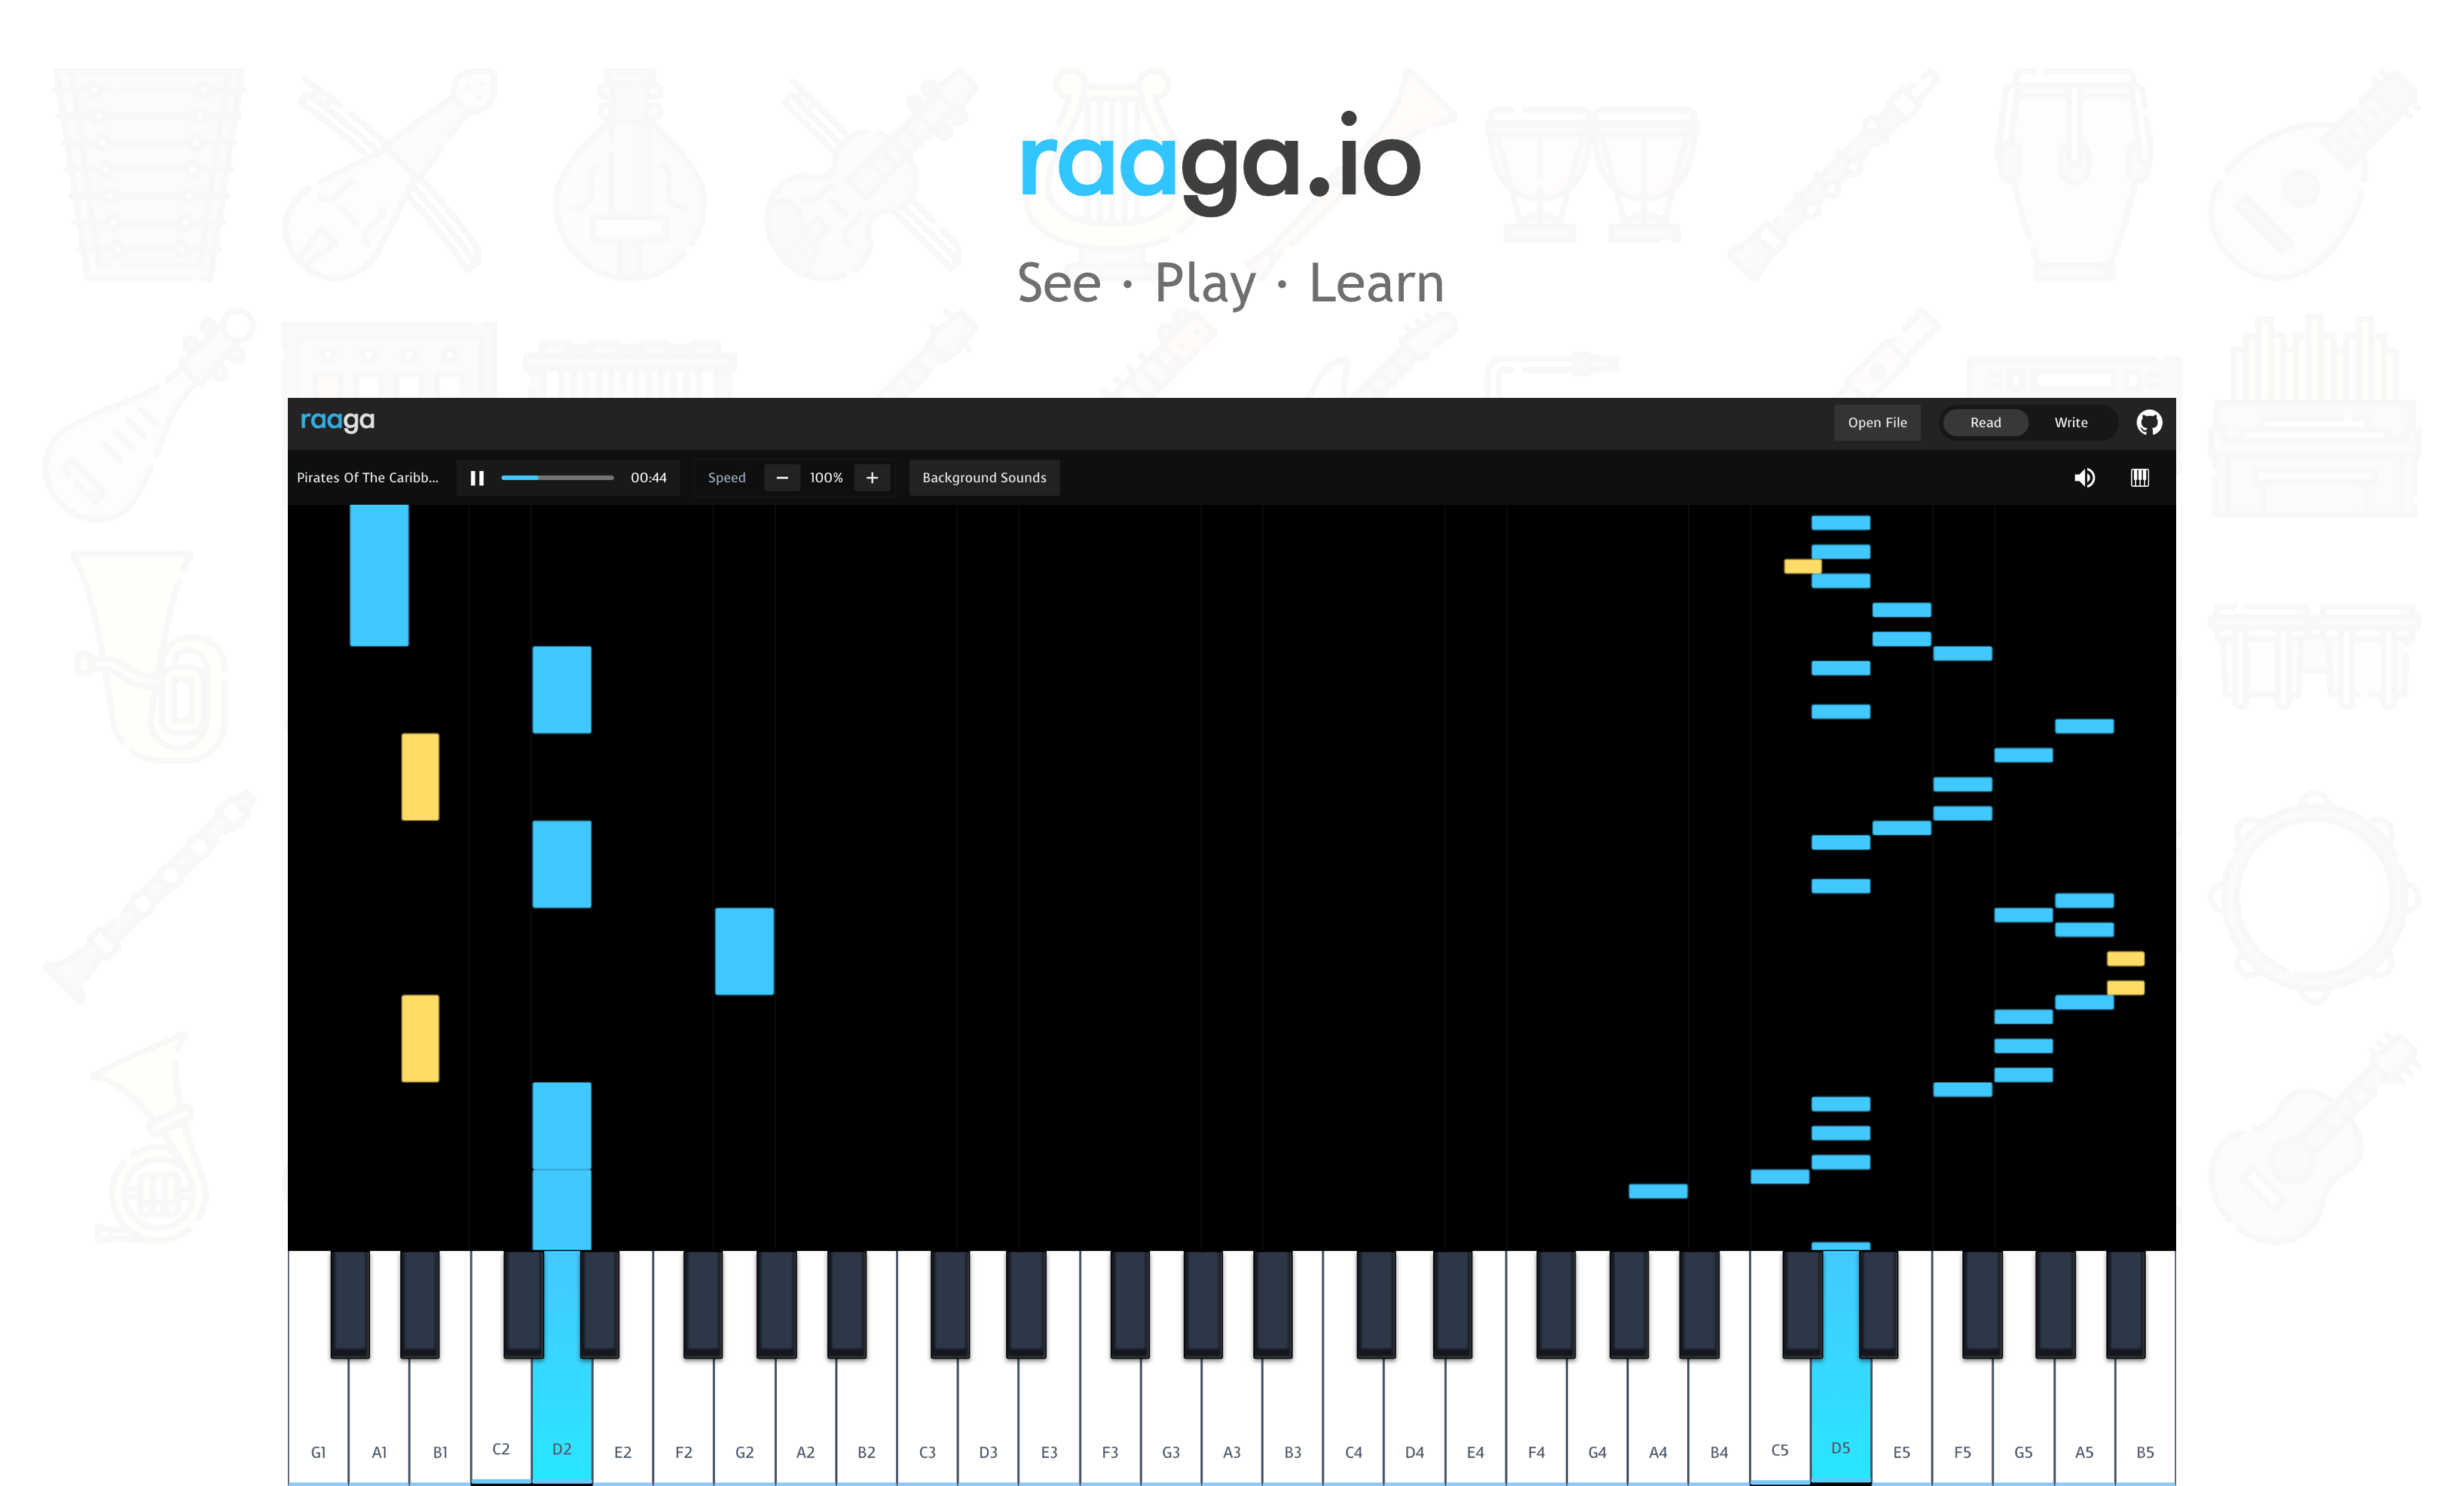 raaga.io
See · Play · Learn
raaga
Open File
Read
Write
Pirates Of The Caribb...
00:44
Speed
100%
Background Sounds
G1 A1 B1 C2 D2 E2 F2 G2 A2 B2 C3 D3 E3 F3 G3 A3 B3 C4 D4 E4 F4 G4 A4 B4 C5 D5 E5 F5 G5 A5 B5